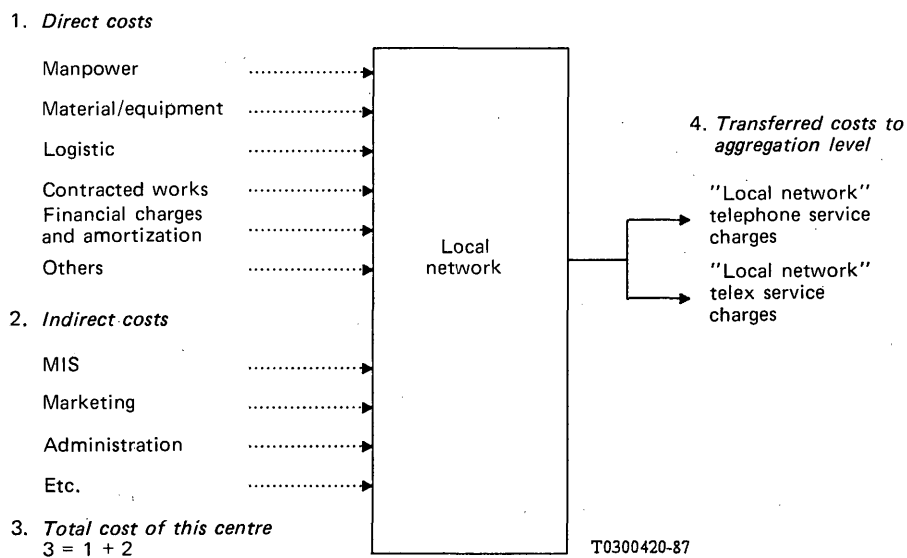 1. Direct costs
Manpower
Material/equipment
Logistic
Contracted works
Financial charges
and amortization
Others
2. Indirect costs
MIS
Marketing
Administration
Etc.
3. Total cost of this centre
3 = 1 + 2
Local
network
4. Transferred costs to
aggregation level
"Local network"
telephone service
charges
"Local network"
telex service
charges
T0300420-87